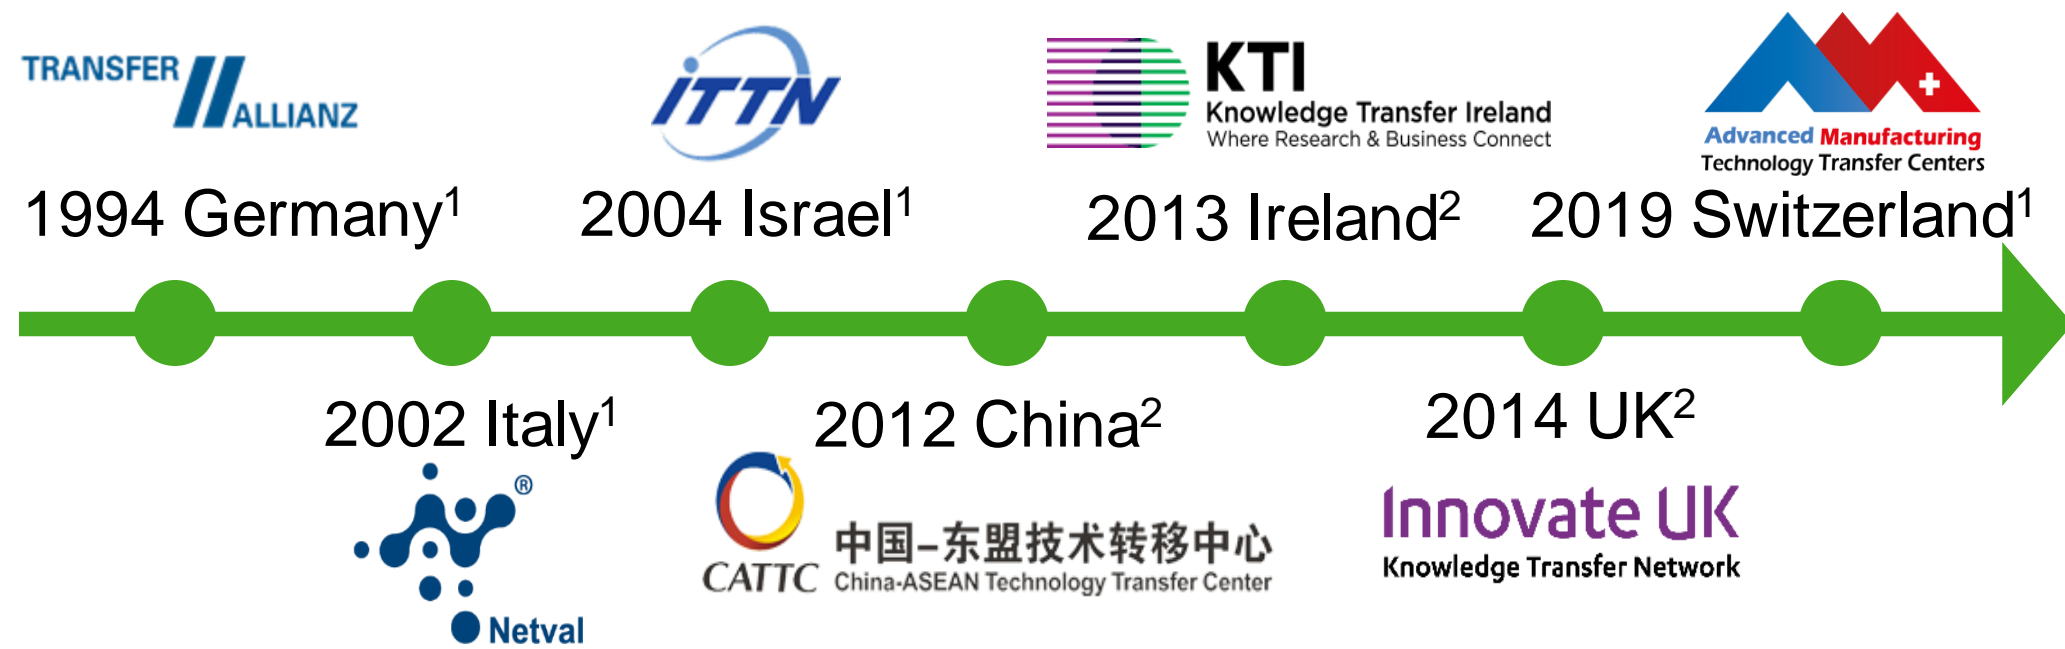 TRANSFER
ALLIANZ
1994 Germany¹
iTTN
2004 Israel¹
KTI
Knowledge Transfer Ireland
Where Research & Business Connect
2013 Ireland²
Advanced Manufacturing
Technology Transfer Centers
2019 Switzerland¹
2002 Italy¹
®
Netval
2012 China²
CATTC
中国–东盟技术转移中心
China-ASEAN Technology Transfer Center
2014 UK²
Innovate UK
Knowledge Transfer Network